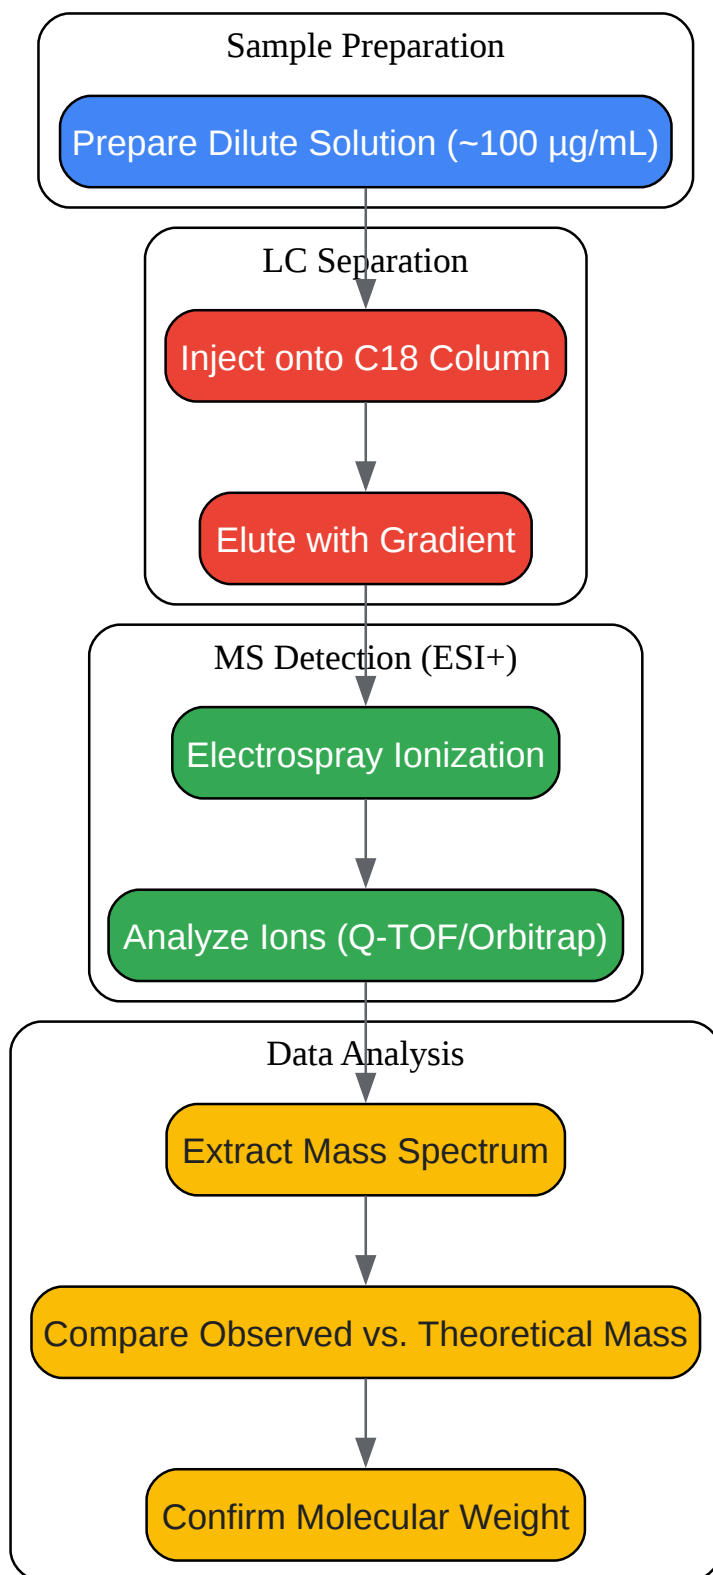 Sample Preparation
Prepare Dilute Solution (~100 µg/mL)
LC Separation
Inject onto C18 Column
Elute with Gradient
MS Detection (ESI+)
Electrospray Ionization
Analyze Ions (Q-TOF/Orbitrap)
Data Analysis
Extract Mass Spectrum
Compare Observed vs. Theoretical Mass
Confirm Molecular Weight